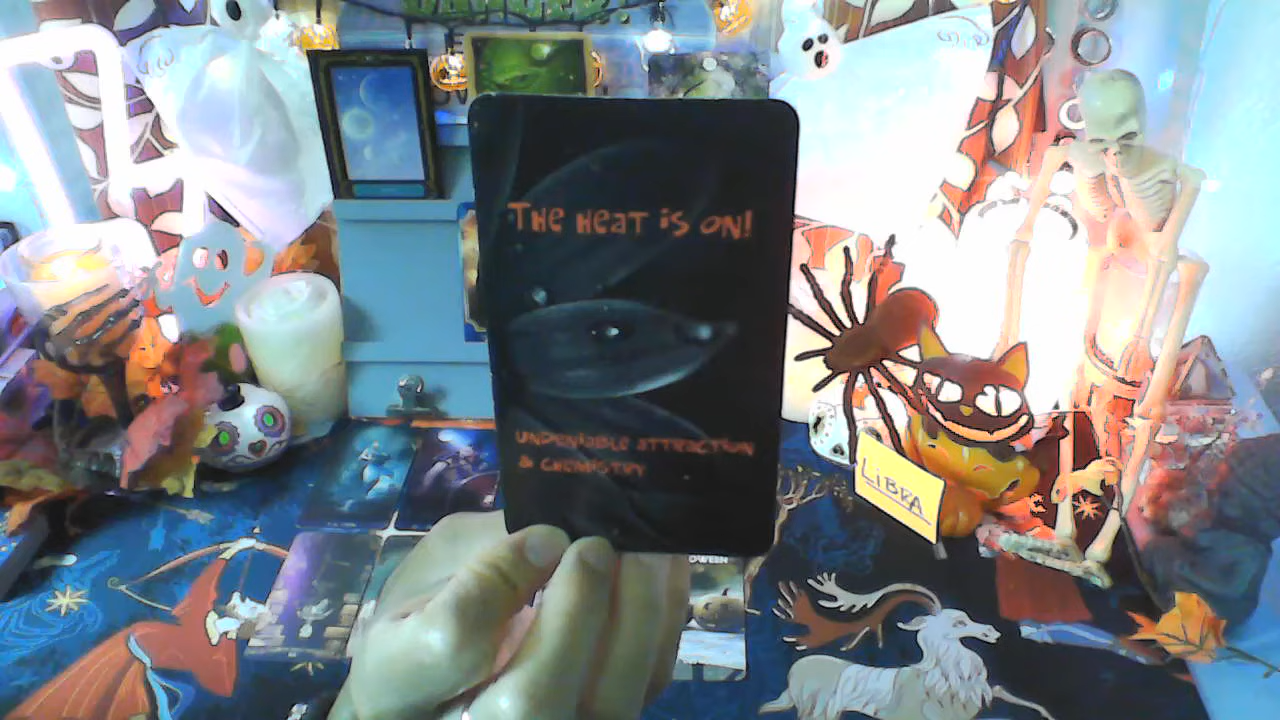 THE HEAT IS ON!
UNDENIABLE ATTRACTION
& CHEMISTRY
LIBRA